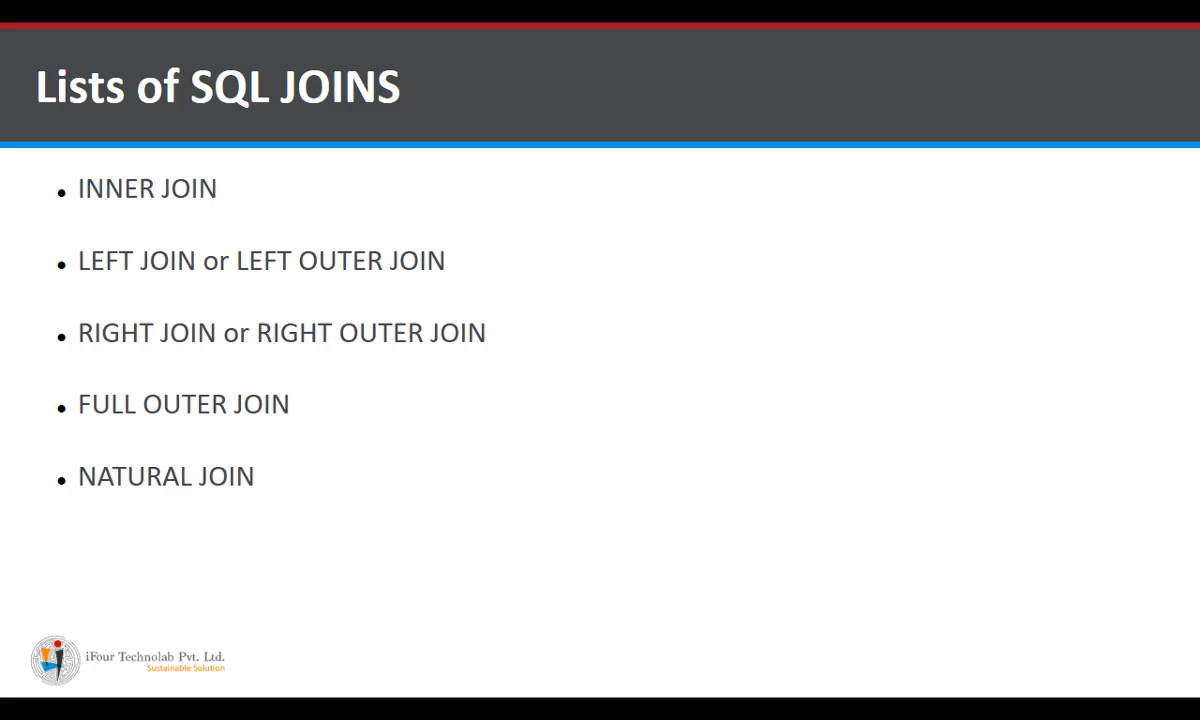 Lists of SQL JOINS
• INNER JOIN
• LEFT JOIN or LEFT OUTER JOIN
• RIGHT JOIN or RIGHT OUTER JOIN
• FULL OUTER JOIN
• NATURAL JOIN
iFour Technolab Pvt. Ltd.
Sustainable Solution